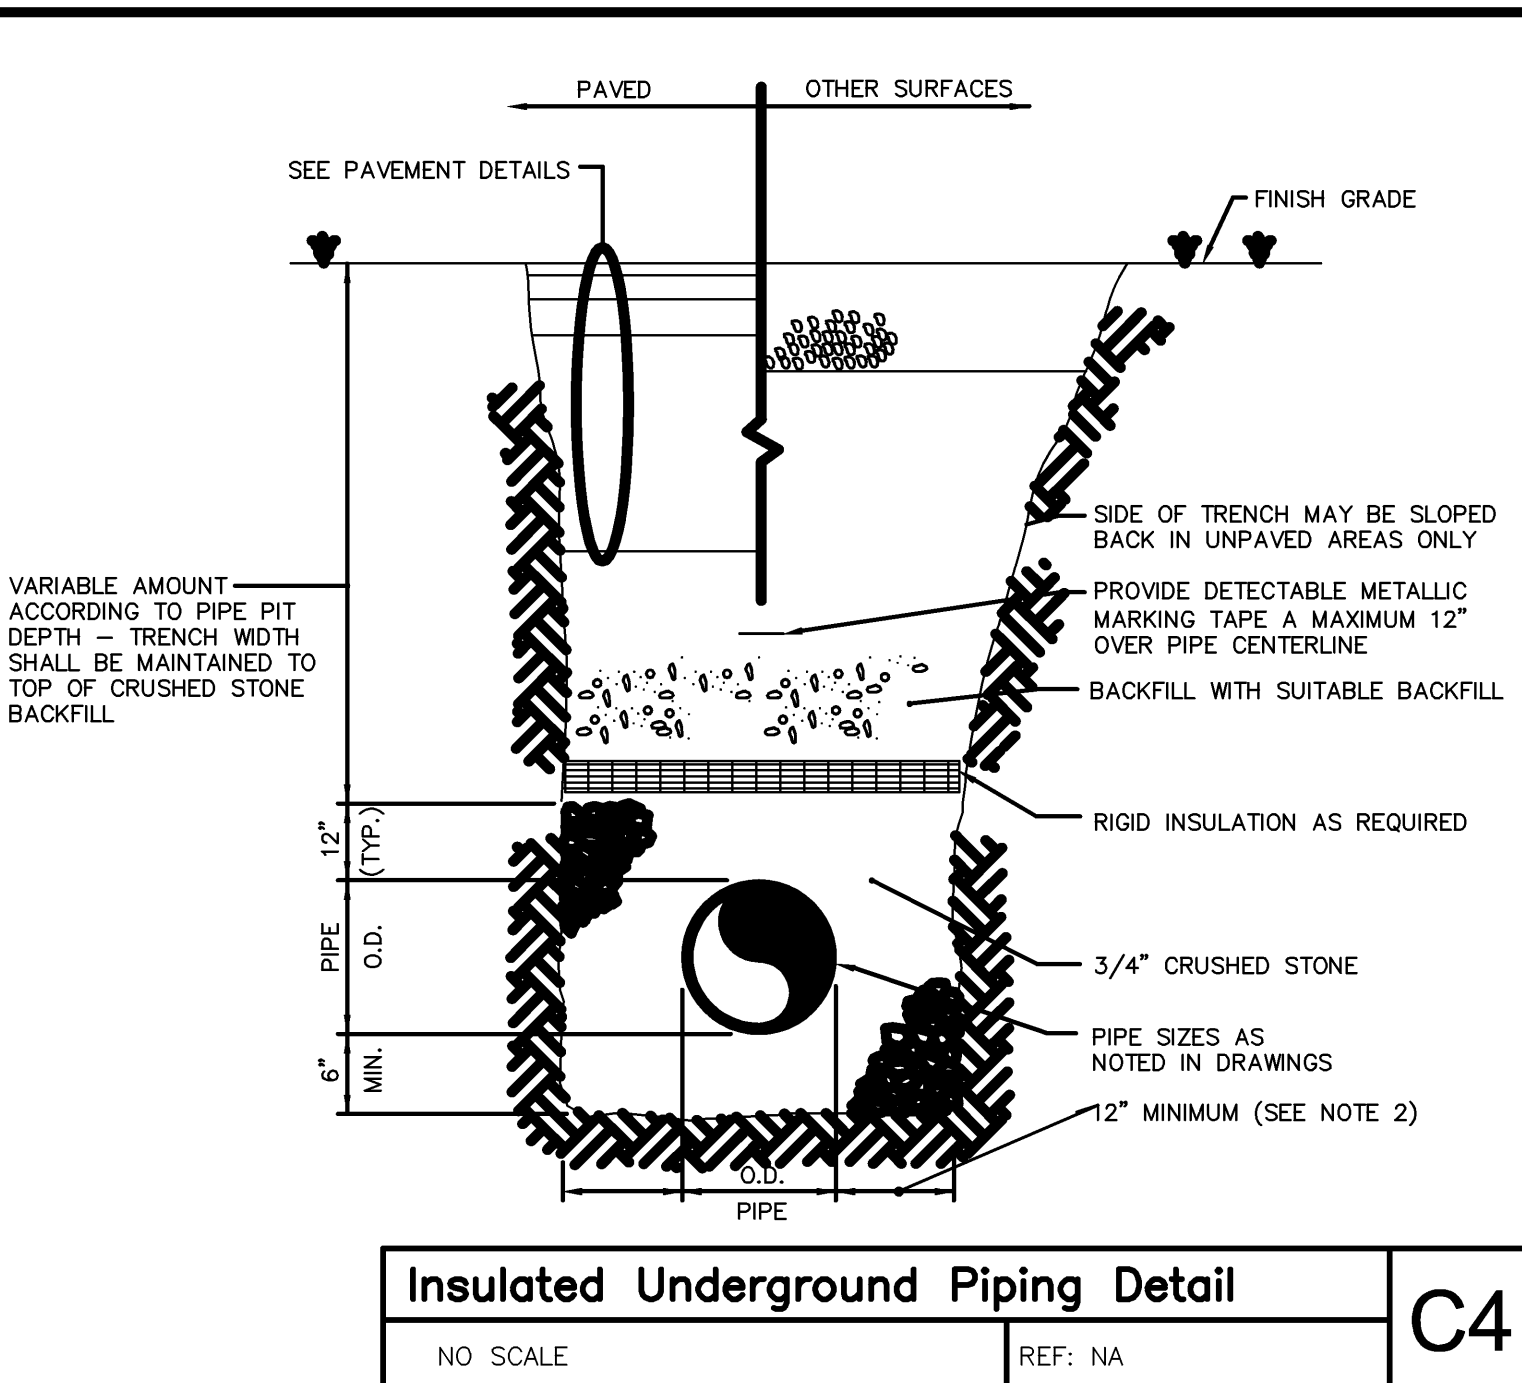 PAVED
OTHER SURFACES
SEE PAVEMENT DETAILS
FINISH GRADE
SIDE OF TRENCH MAY BE SLOPED
BACK IN UNPAVED AREAS ONLY
VARIABLE AMOUNT
ACCORDING TO PIPE PIT
DEPTH – TRENCH WIDTH
SHALL BE MAINTAINED TO
TOP OF CRUSHED STONE
BACKFILL
PROVIDE DETECTABLE METALLIC
MARKING TAPE A MAXIMUM 12"
OVER PIPE CENTERLINE
BACKFILL WITH SUITABLE BACKFILL
RIGID INSULATION AS REQUIRED
12"
(TYP.)
PIPE
O.D.
6"
MIN.
3/4" CRUSHED STONE
PIPE SIZES AS
NOTED IN DRAWINGS
12" MINIMUM (SEE NOTE 2)
O.D.
PIPE
Insulated Underground Piping Detail
C4
NO SCALE
REF: NA